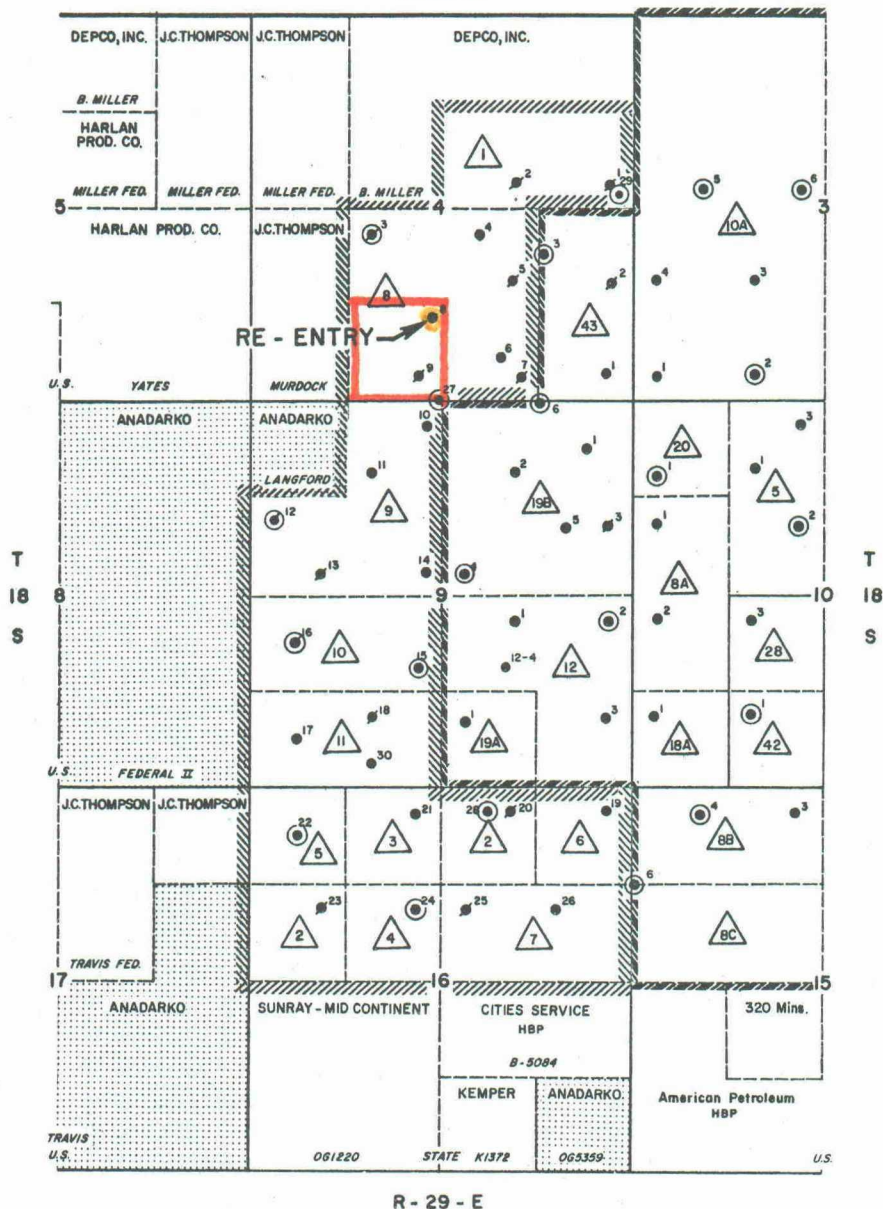 DEPCO, INC. J.C.THOMPSON J.C.THOMPSON DEPCO, INC.
B. MILLER
HARLAN
PROD. CO.
1
2 1 5 6
29
MILLER FED. MILLER FED. MILLER FED. B. MILLER
5 4 3
10A
HARLAN PROD. CO. J.C.THOMPSON
3 4
3
5 2 4 3
8
43
8
RE - ENTRY
6
9 7 1 1 2
U.S. YATES MURDOCK
27 6
ANADARKO ANADARKO
10 3
1 20
11 2 1 1
LANGFORD
9 19B 5
12 5 3 1 2
T T
13 14 4
18 8 9 8A 10 18
S S
16 1 2 2 3
10 15 12-4 12 28
18 1 3 1 1
17 11 19A 18A 42
30
U.S. FEDERAL II
J.C.THOMPSON J.C.THOMPSON
22 21 28 20 19 4 3
5 3 2 6 8B
6
23 24 25 26
2 4 7 8C
TRAVIS FED.
17 16 15
ANADARKO SUNRAY - MID CONTINENT CITIES SERVICE 320 Mins.
HBP
B - 5084
KEMPER ANADARKO
American Petroleum
HBP
TRAVIS
U.S. OG1220 STATE K1372 OG5359 U.S.
R - 29 - E